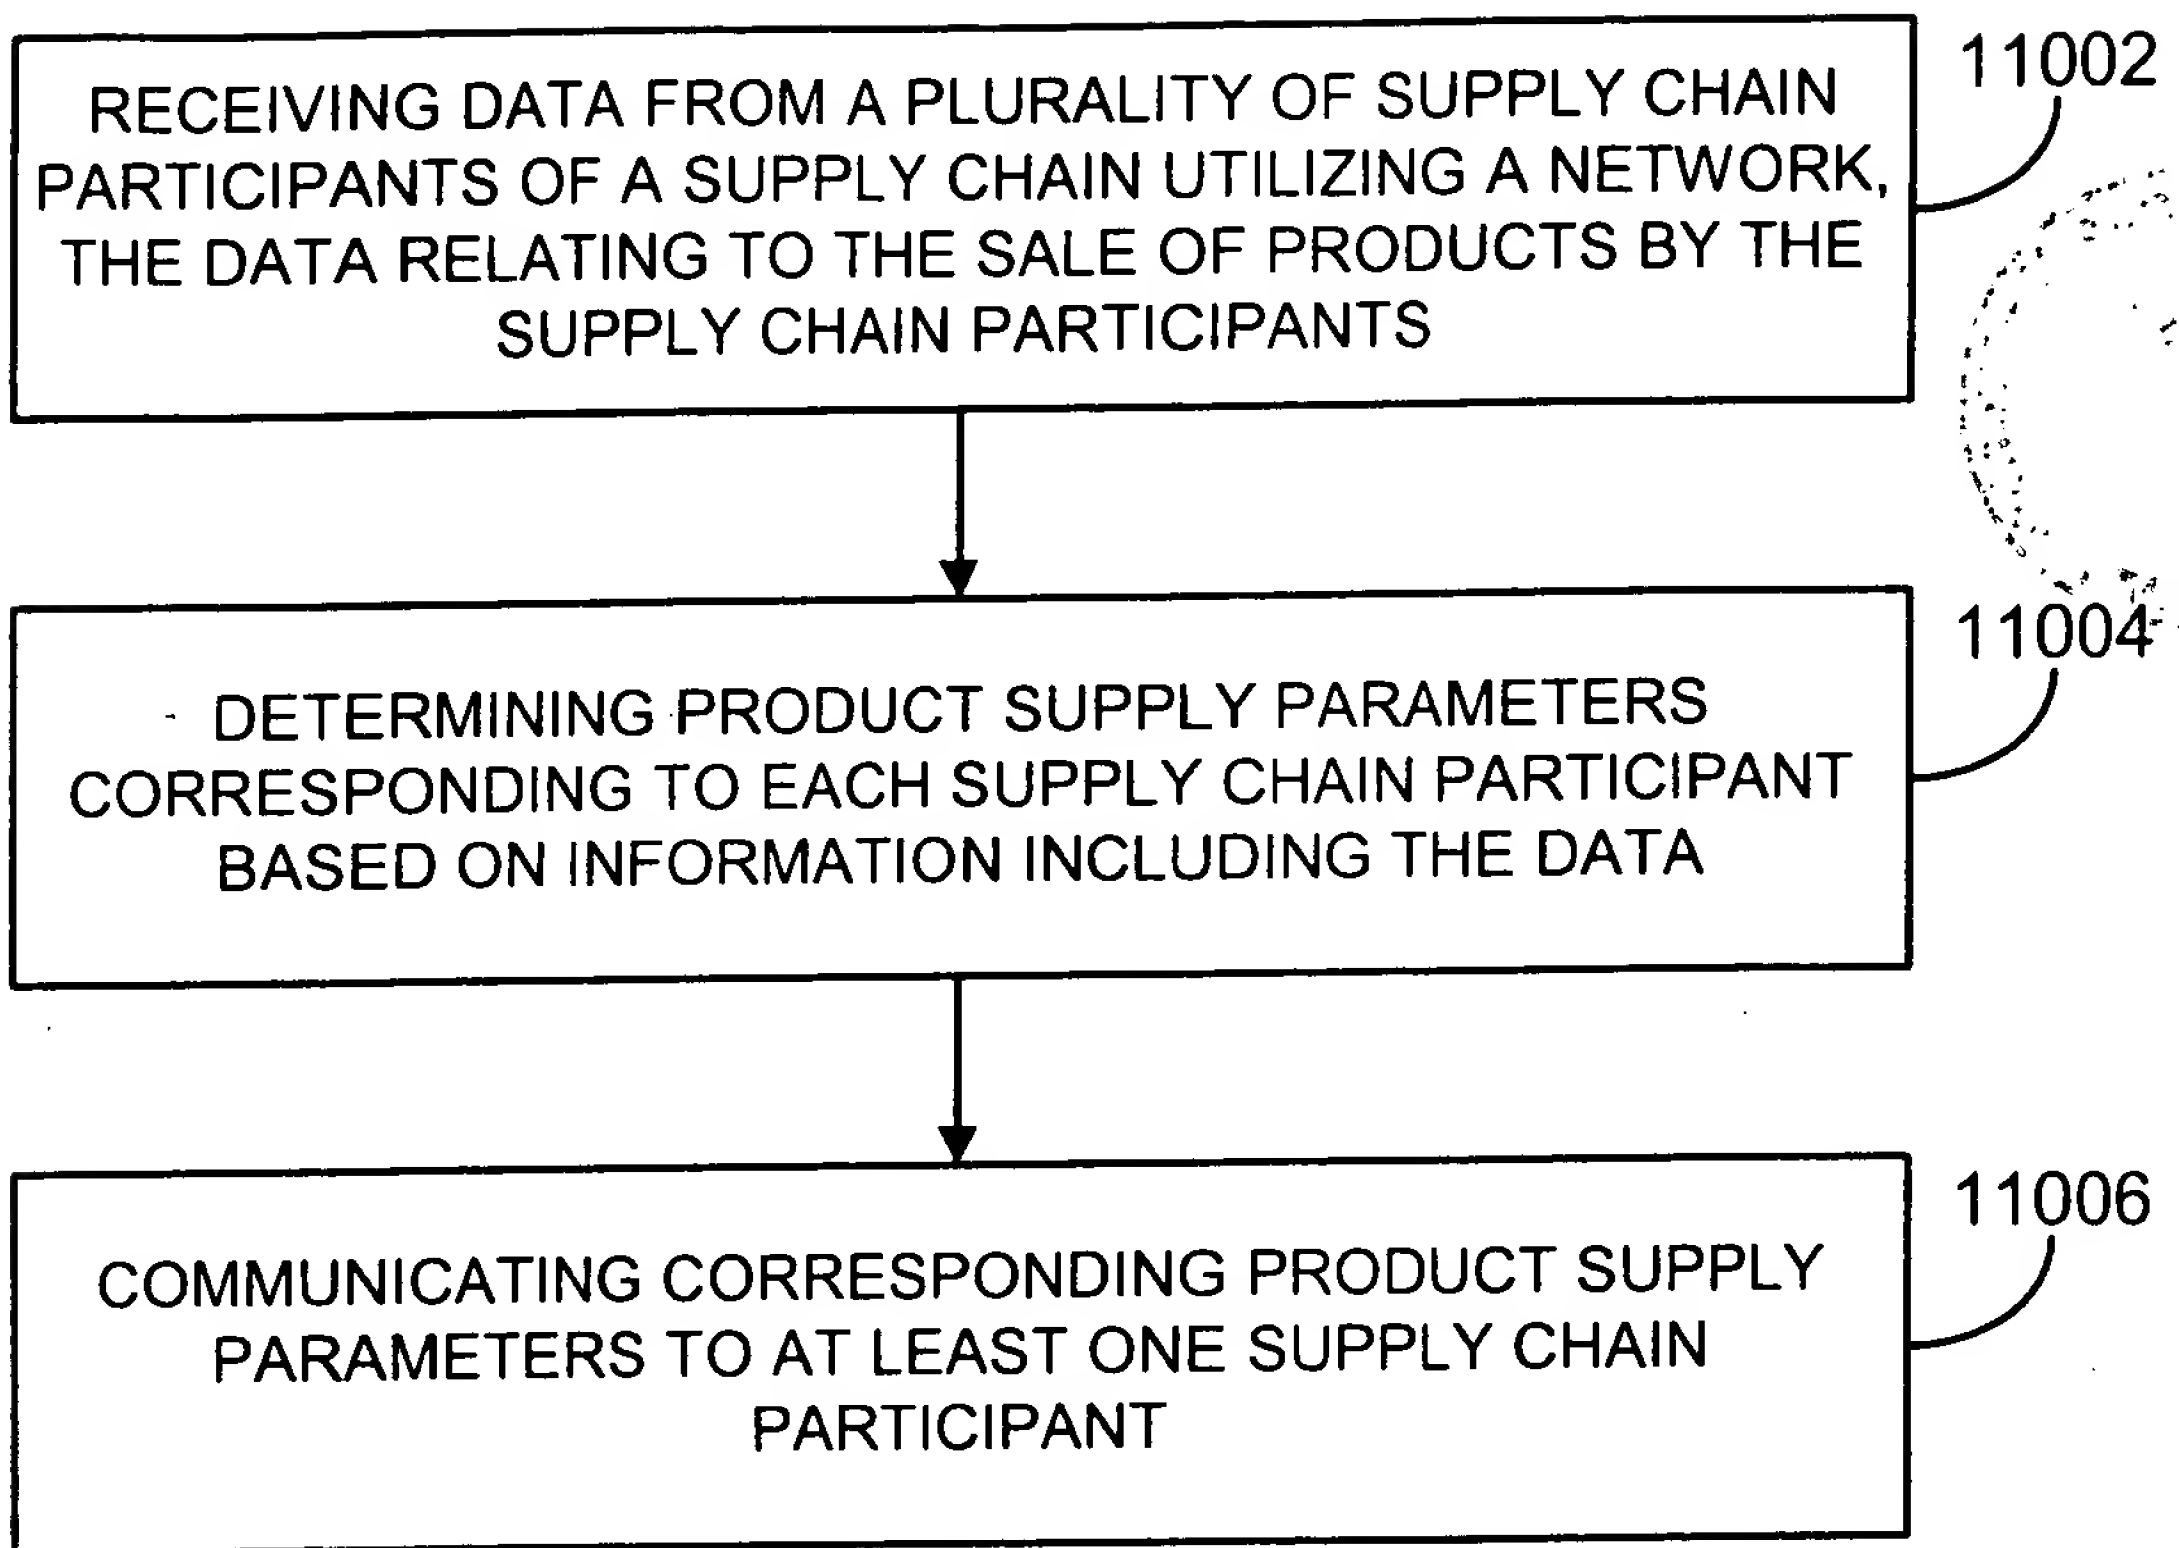 RECEIVING DATA FROM A PLURALITY OF SUPPLY CHAIN
PARTICIPANTS OF A SUPPLY CHAIN UTILIZING A NETWORK,
THE DATA RELATING TO THE SALE OF PRODUCTS BY THE
SUPPLY CHAIN PARTICIPANTS
11002
DETERMINING PRODUCT SUPPLY PARAMETERS
CORRESPONDING TO EACH SUPPLY CHAIN PARTICIPANT
BASED ON INFORMATION INCLUDING THE DATA
11004
COMMUNICATING CORRESPONDING PRODUCT SUPPLY
PARAMETERS TO AT LEAST ONE SUPPLY CHAIN
PARTICIPANT
11006